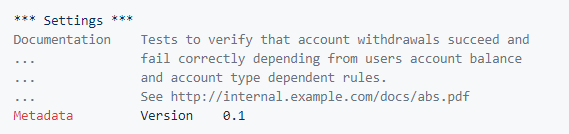 *** Settings ***
Documentation    Tests to verify that account withdrawals succeed and
...              fail correctly depending from users account balance
...              and account type dependent rules.
...              See http://internal.example.com/docs/abs.pdf
Metadata         Version    0.1